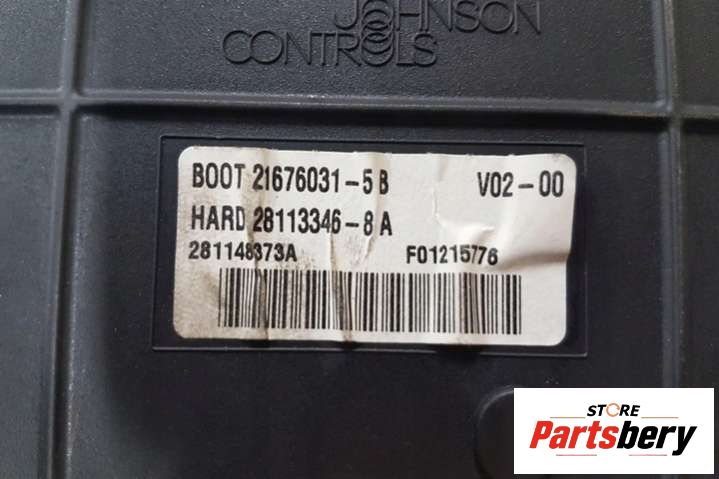 JOHNSON
CONTROLS
BOOT 21676031-5 B V02-00
HARD 28113346-8 A
281148373A F01215776
STORE
Partsbery